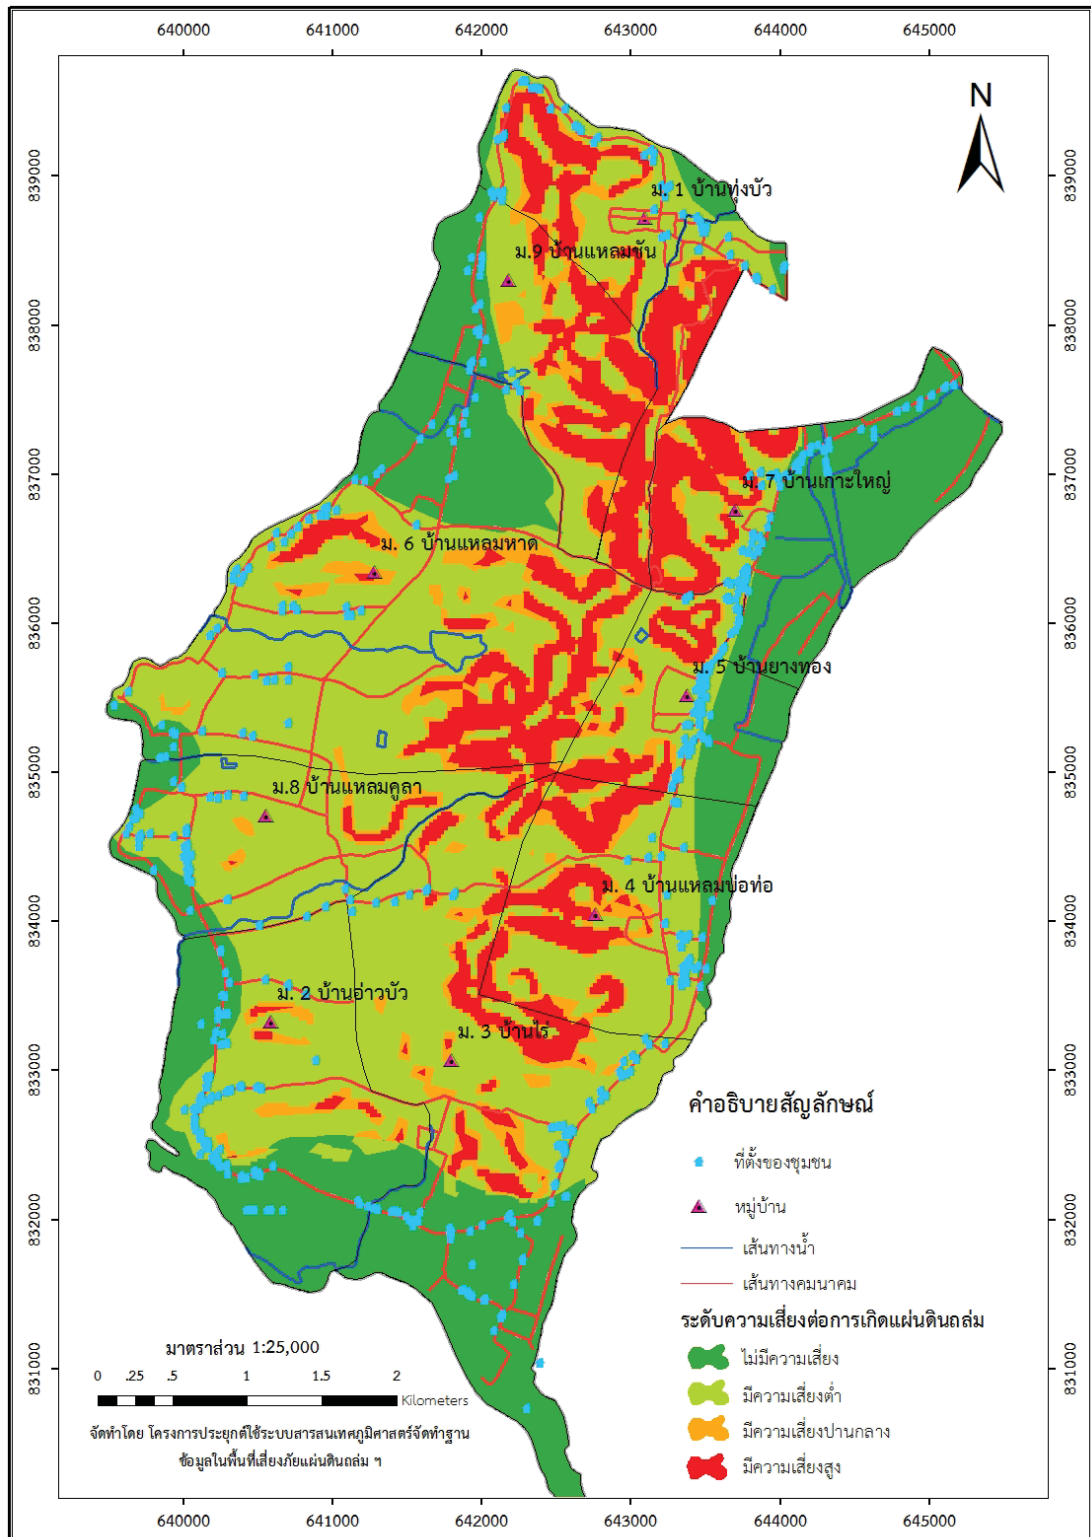 640000 641000 642000 643000 644000 645000
N
839000 839000
ม. 1 บ้านทุ่งบัว
ม.9 บ้านแหลมชัน
838000 838000
837000 837000
ม. 7 บ้านเกาะใหญ่
ม. 6 บ้านแหลมหาด
836000 836000
ม. 5 บ้านยางทอง
835000 835000
ม.8 บ้านแหลมคูลา
ม. 4 บ้านแหลมบ่อท่อ
834000 834000
ม. 2 บ้านอ่าวบัว
ม. 3 บ้านไร่
833000 833000
คำอธิบายสัญลักษณ์
ที่ตั้งของชุมชน
หมู่บ้าน
832000 832000
เส้นทางน้ำ
เส้นทางคมนาคม
ระดับความเสี่ยงต่อการเกิดแผ่นดินถล่ม
ไม่มีความเสี่ยง
มีความเสี่ยงต่ำ
มีความเสี่ยงปานกลาง
มีความเสี่ยงสูง
มาตราส่วน 1:25,000
831000 831000
0 .25 .5 1 1.5 2
Kilometers
จัดทำโดย โครงการประยุกต์ใช้ระบบสารสนเทศภูมิศาสตร์จัดทำฐาน
ข้อมูลในพื้นที่เสี่ยงภัยแผ่นดินถล่ม ฯ
640000 641000 642000 643000 644000 645000